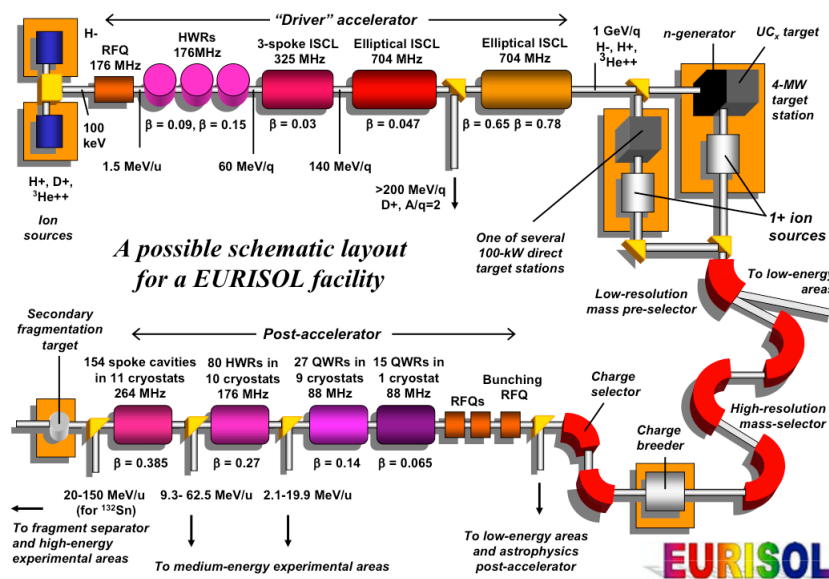 "Driver" accelerator
H-
RFQ
176 MHz
HWRs
176MHz
3-spoke ISCL
325 MHz
Elliptical ISCL
704 MHz
Elliptical ISCL
704 MHz
1 GeV/q
H-, H+,
³He++
n-generator
UCₓ target
4-MW
target
station
100
keV
β = 0.09, β = 0.15
β = 0.03
β = 0.047
β = 0.65 β = 0.78
1.5 MeV/u
60 MeV/q
140 MeV/q
>200 MeV/q
D+, A/q=2
H+, D+,
³He++
Ion
sources
One of several
100-kW direct
target stations
1+ ion
sources
A possible schematic layout
for a EURISOL facility
Low-resolution
mass pre-selector
To low-energy
areas
Secondary
fragmentation
target
Post-accelerator
154 spoke cavities
in 11 cryostats
264 MHz
80 HWRs in
10 cryostats
176 MHz
27 QWRs in
9 cryostats
88 MHz
15 QWRs in
1 cryostat
88 MHz
RFQs
Bunching
RFQ
Charge
selector
High-resolution
mass-selector
Charge
breeder
β = 0.385
β = 0.27
β = 0.14
β = 0.065
20-150 MeV/u
(for ¹³²Sn)
9.3- 62.5 MeV/u
2.1-19.9 MeV/u
To fragment separator
and high-energy
experimental areas
To medium-energy experimental areas
To low-energy areas
and astrophysics
post-accelerator
EURISOL